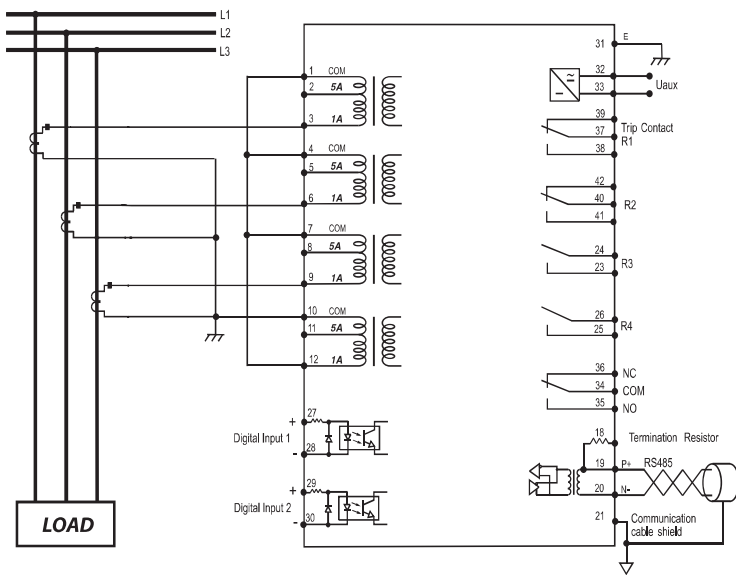 L1
L2
L3
1 COM
2 5A
3 1A
4 COM
5 5A
6 1A
7 COM
8 5A
9 1A
10 COM
11 5A
12 1A
+ 27
Digital Input 1
- 28
+ 29
Digital Input 2
- 30
LOAD
31 E
32
33
Uaux
39
37
38
Trip Contact
R1
42
40
41
R2
24
23
R3
26
25
R4
36 NC
34 COM
35 NO
18
Termination Resistor
19 P+ RS485
20 N-
21
Communication
cable shield